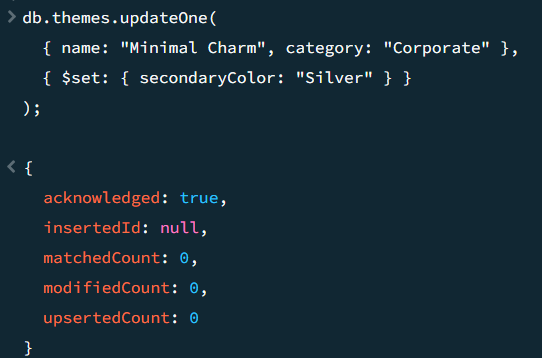 > db.themes.updateOne(
{ name: "Minimal Charm", category: "Corporate" },
{ $set: { secondaryColor: "Silver" } }
);
< {
acknowledged: true,
insertedId: null,
matchedCount: 0,
modifiedCount: 0,
upsertedCount: 0
}